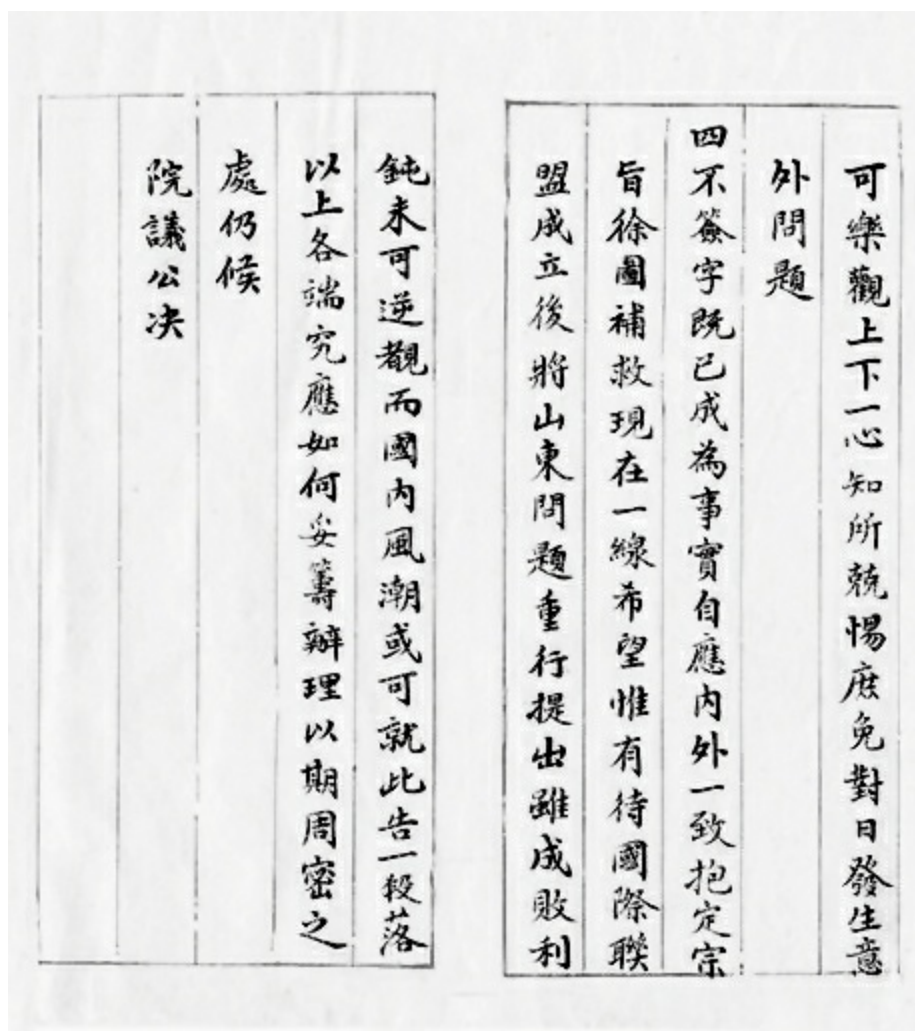 可樂觀上下一心知所兢惕庶免對日發生意
外問題
四不簽字既已成為事實自應內外一致抱定宗
旨徐圖補救現在一線希望惟有待國際聯
盟成立後將山東問題重行提出雖成敗利
鈍未可逆覩而國內風潮或可就此告一段落
以上各端究應如何妥籌辦理以期周密之
處仍候
院議公決